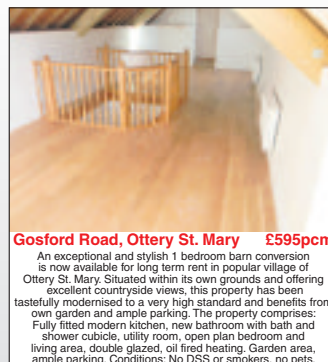 Gosford Road, Ottery St. Mary £595pcm
An exceptional and stylish 1 bedroom barn conversion
is now available for long term rent in popular village of
Ottery St. Mary. Situated within its own grounds and offering
excellent countryside views, this property has been
tastefully modernised to a very high standard and benefits from
own garden and ample parking. The property comprises:
Fully fitted modern kitchen, new bathroom with bath and
shower cubicle, utility room, open plan bedroom and
living area, double glazed, oil fired heating. Garden area,
ample parking. Conditions: No DSS or smokers, no pets.